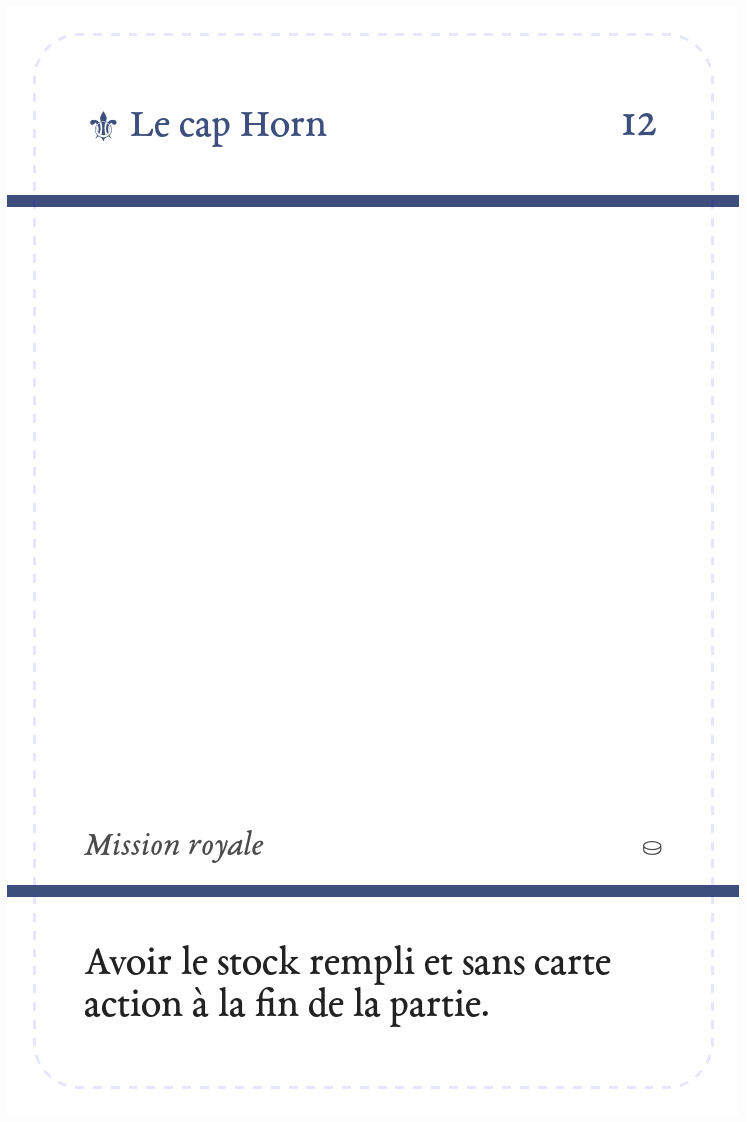 ⚜ Le cap Horn 12
Mission royale ⛀
Avoir le stock rempli et sans carte
action à la fin de la partie.